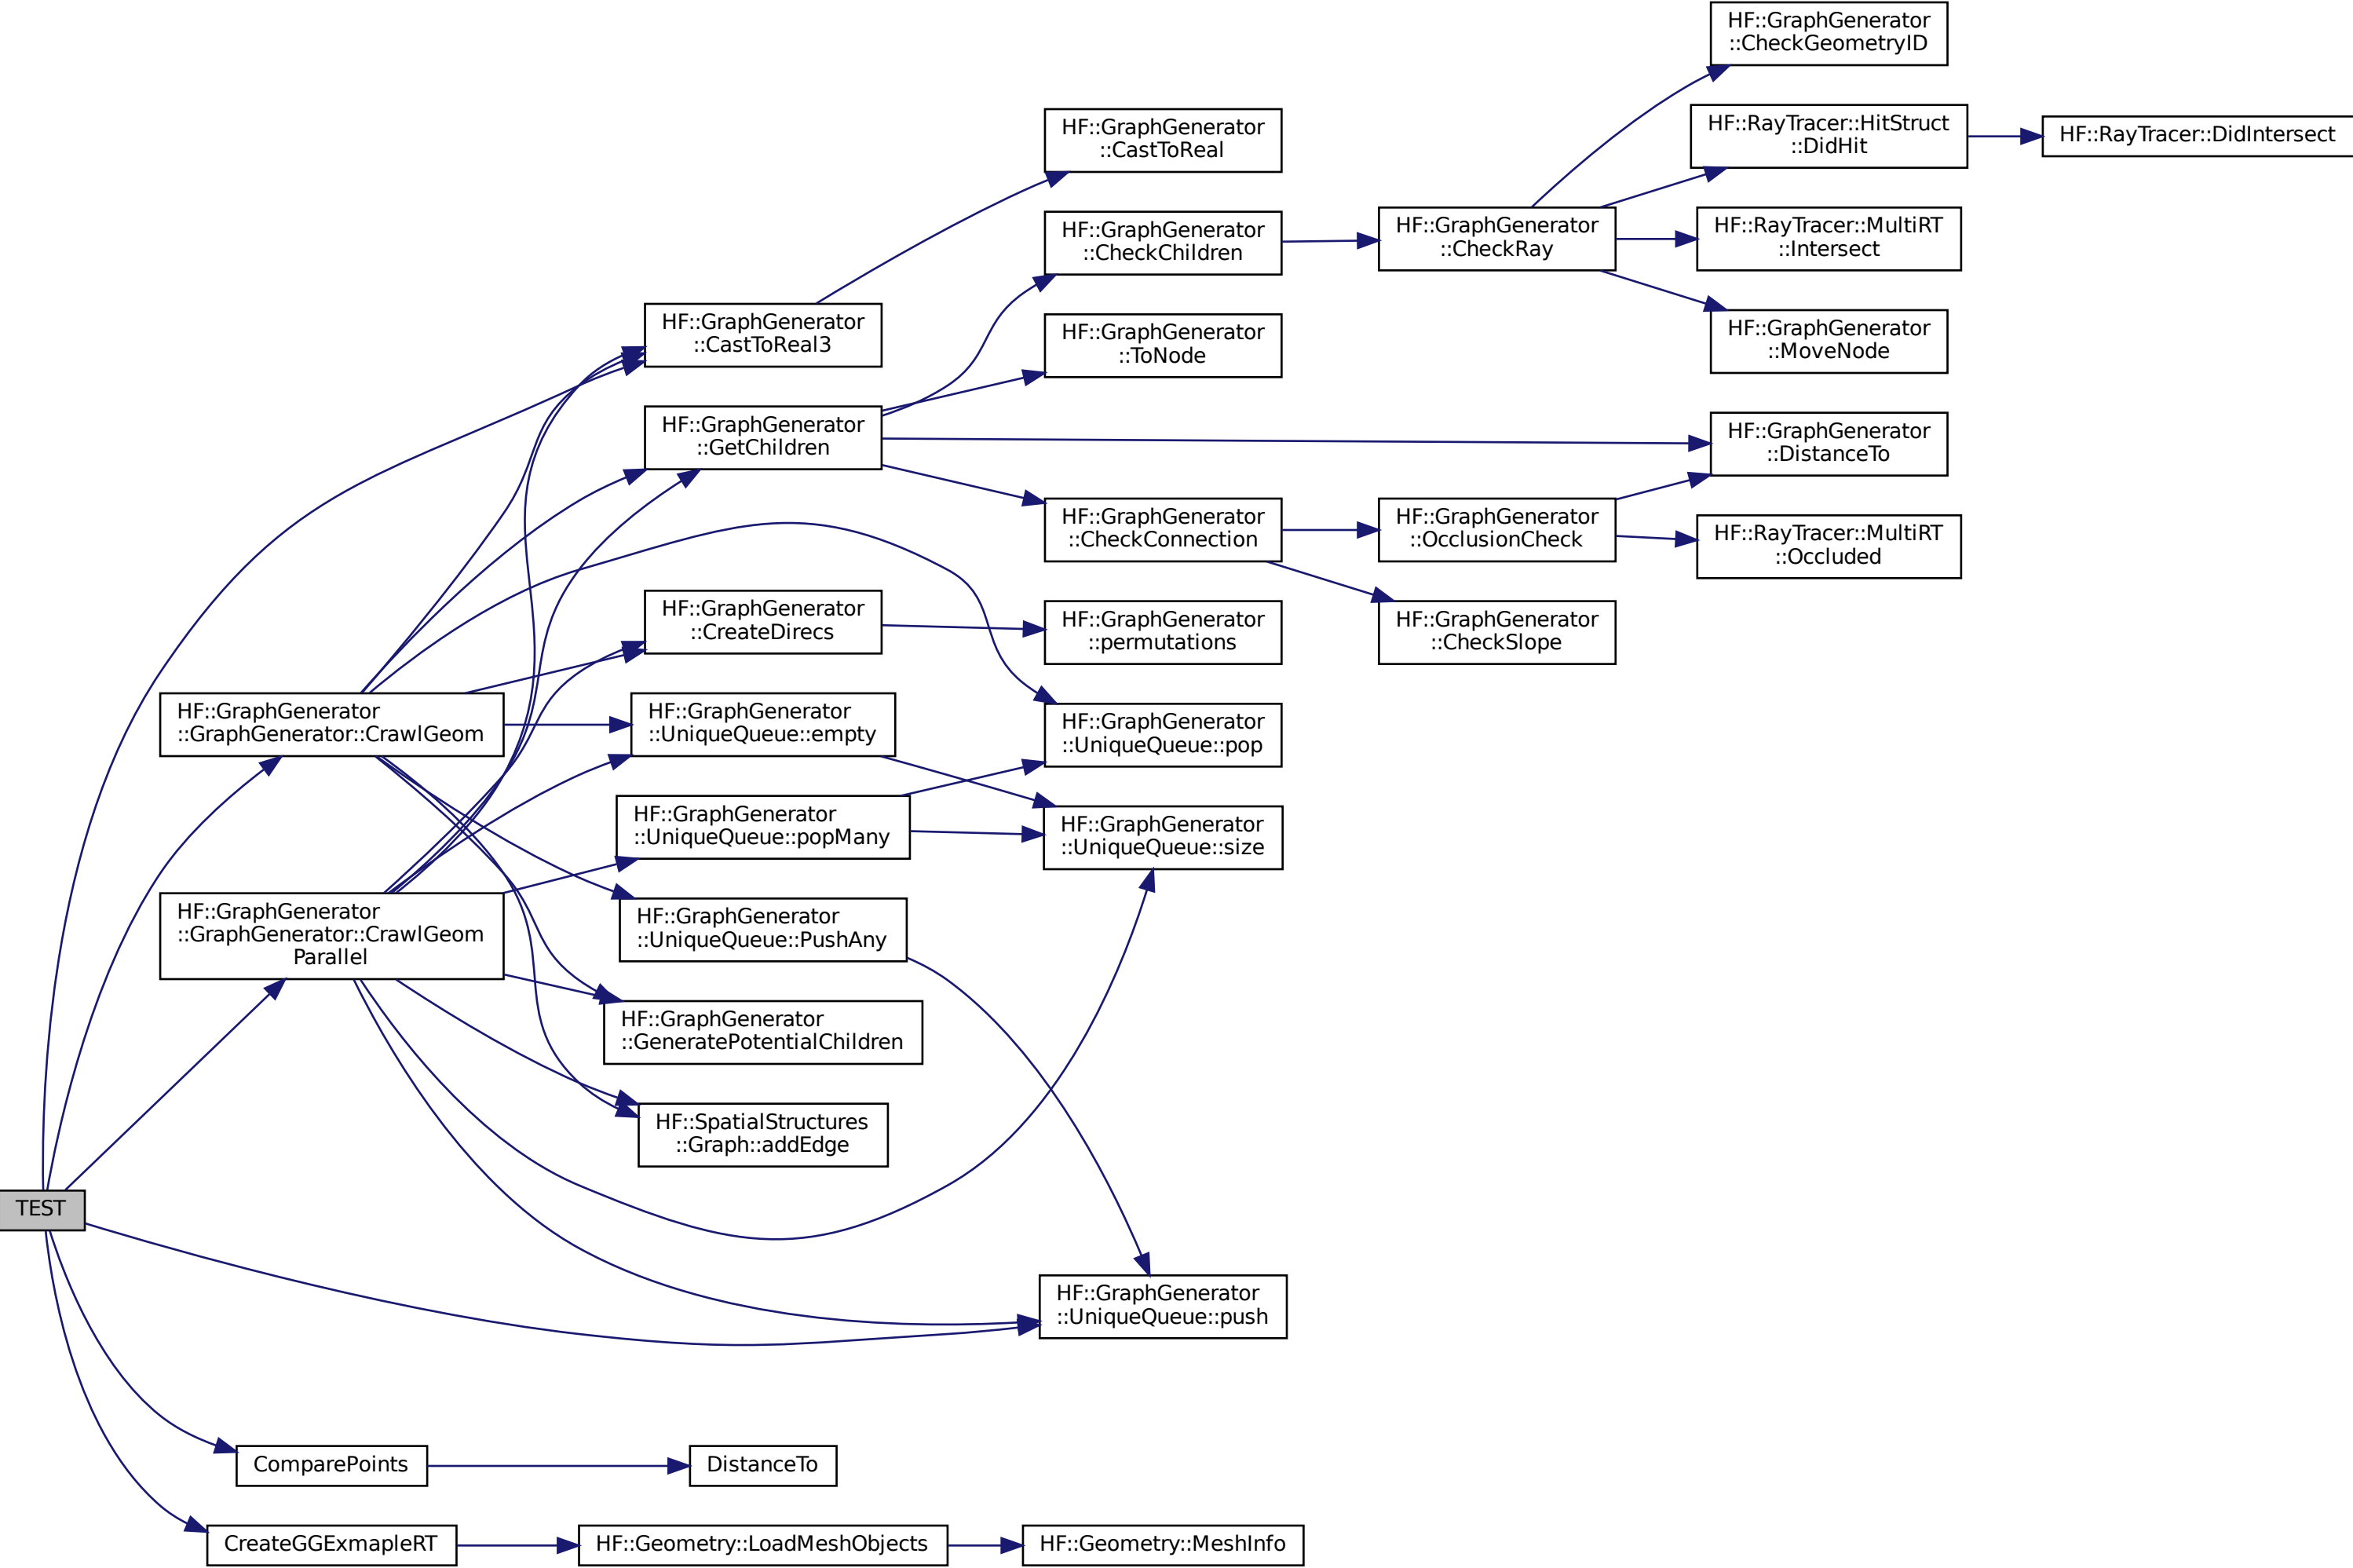 HF::GraphGenerator
::CheckGeometryID
HF::GraphGenerator
::CastToReal
HF::RayTracer::HitStruct
::DidHit
HF::RayTracer::DidIntersect
HF::GraphGenerator
::CheckChildren
HF::GraphGenerator
::CheckRay
HF::RayTracer::MultiRT
::Intersect
HF::GraphGenerator
::CastToReal3
HF::GraphGenerator
::ToNode
HF::GraphGenerator
::MoveNode
HF::GraphGenerator
::GetChildren
HF::GraphGenerator
::DistanceTo
HF::GraphGenerator
::CheckConnection
HF::GraphGenerator
::OcclusionCheck
HF::RayTracer::MultiRT
::Occluded
HF::GraphGenerator
::CreateDirecs
HF::GraphGenerator
::permutations
HF::GraphGenerator
::CheckSlope
HF::GraphGenerator
::GraphGenerator::CrawlGeom
HF::GraphGenerator
::UniqueQueue::empty
HF::GraphGenerator
::UniqueQueue::pop
HF::GraphGenerator
::UniqueQueue::popMany
HF::GraphGenerator
::UniqueQueue::size
HF::GraphGenerator
::GraphGenerator::CrawlGeom
Parallel
HF::GraphGenerator
::UniqueQueue::PushAny
HF::GraphGenerator
::GeneratePotentialChildren
HF::SpatialStructures
::Graph::addEdge
TEST
HF::GraphGenerator
::UniqueQueue::push
ComparePoints
DistanceTo
CreateGGExmapleRT
HF::Geometry::LoadMeshObjects
HF::Geometry::MeshInfo